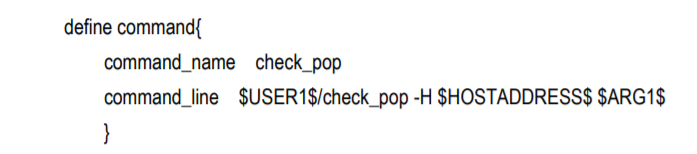 define command{
command_name check_pop
command_line $USER1$/check_pop -H $HOSTADDRESS$ $ARG1$
}